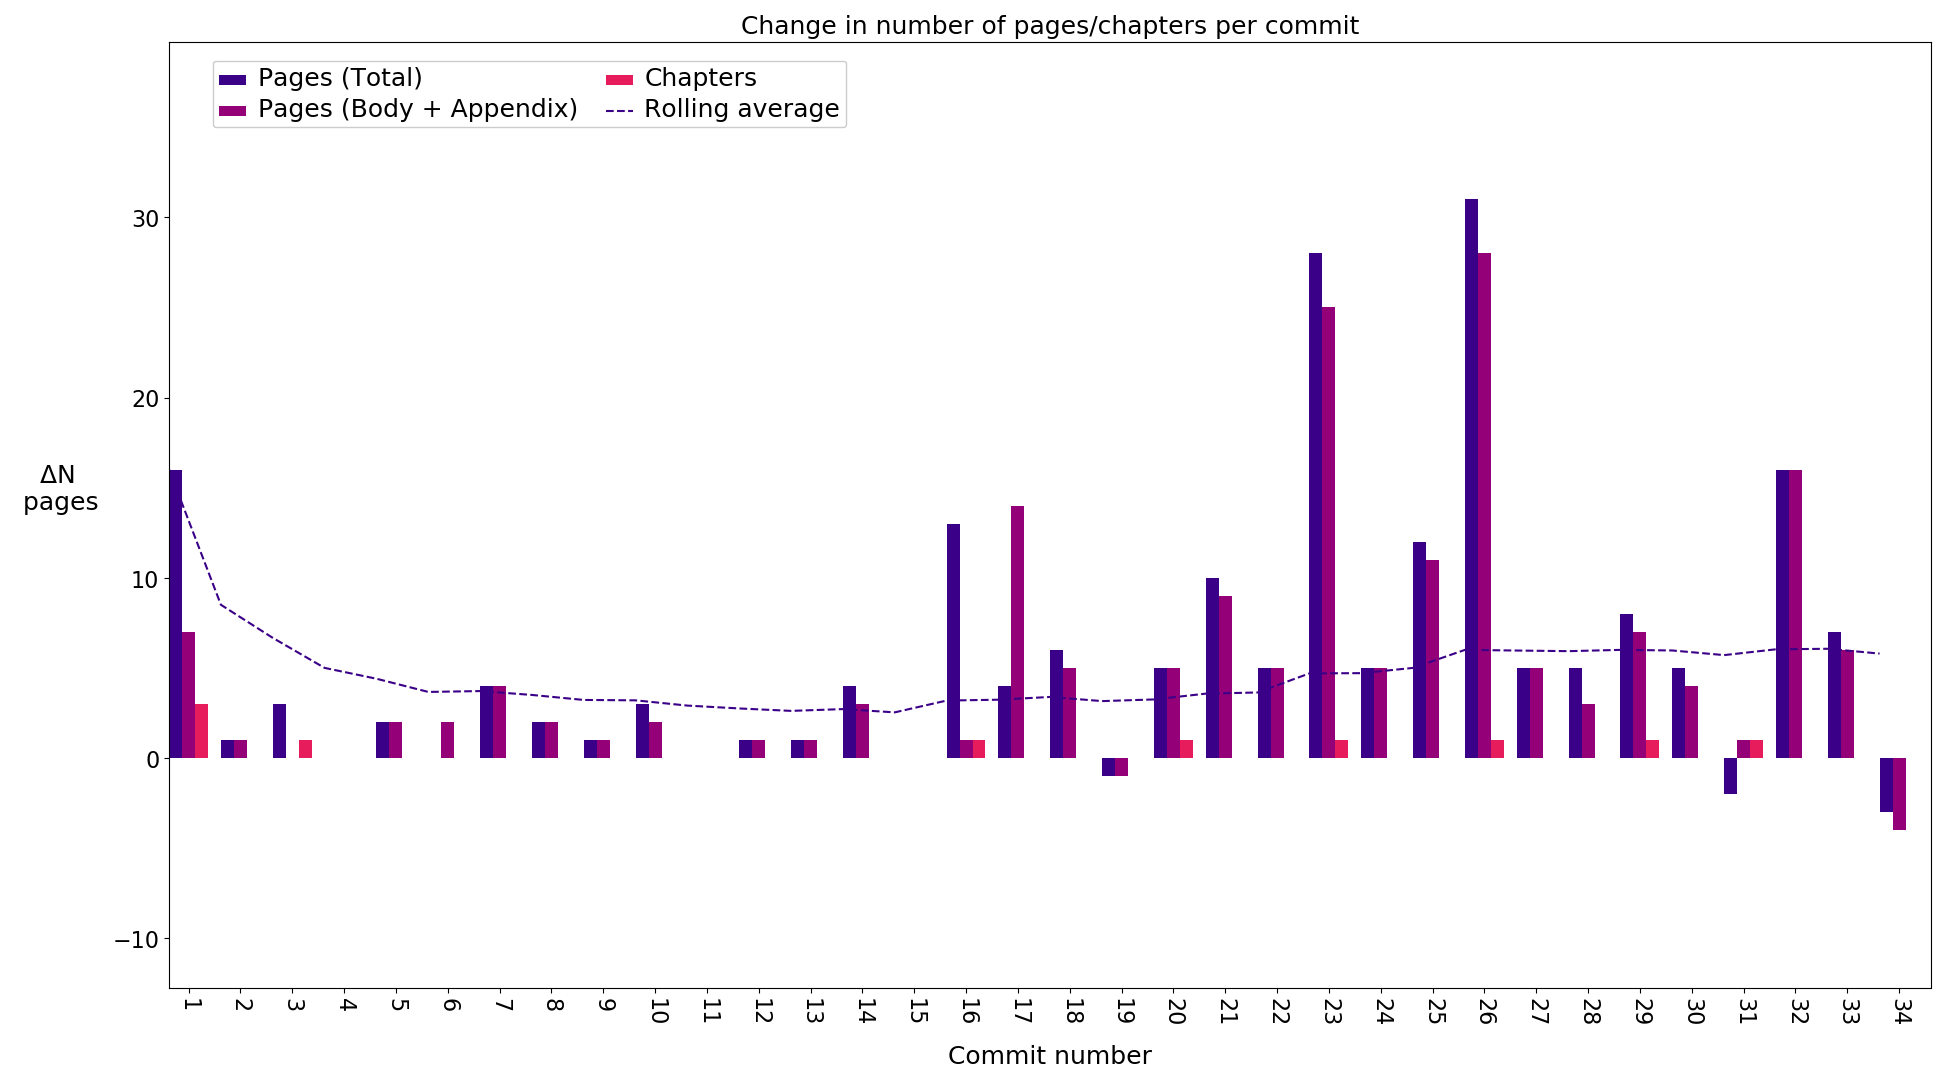 Change in number of pages/chapters per commit
Pages (Total)
Pages (Body + Appendix)
Chapters
Rolling average
ΔN
pages
30
20
10
0
−10
1 2 3 4 5 6 7 8 9 10 11 12 13 14 15 16 17 18 19 20 21 22 23 24 25 26 27 28 29 30 31 32 33 34
Commit number